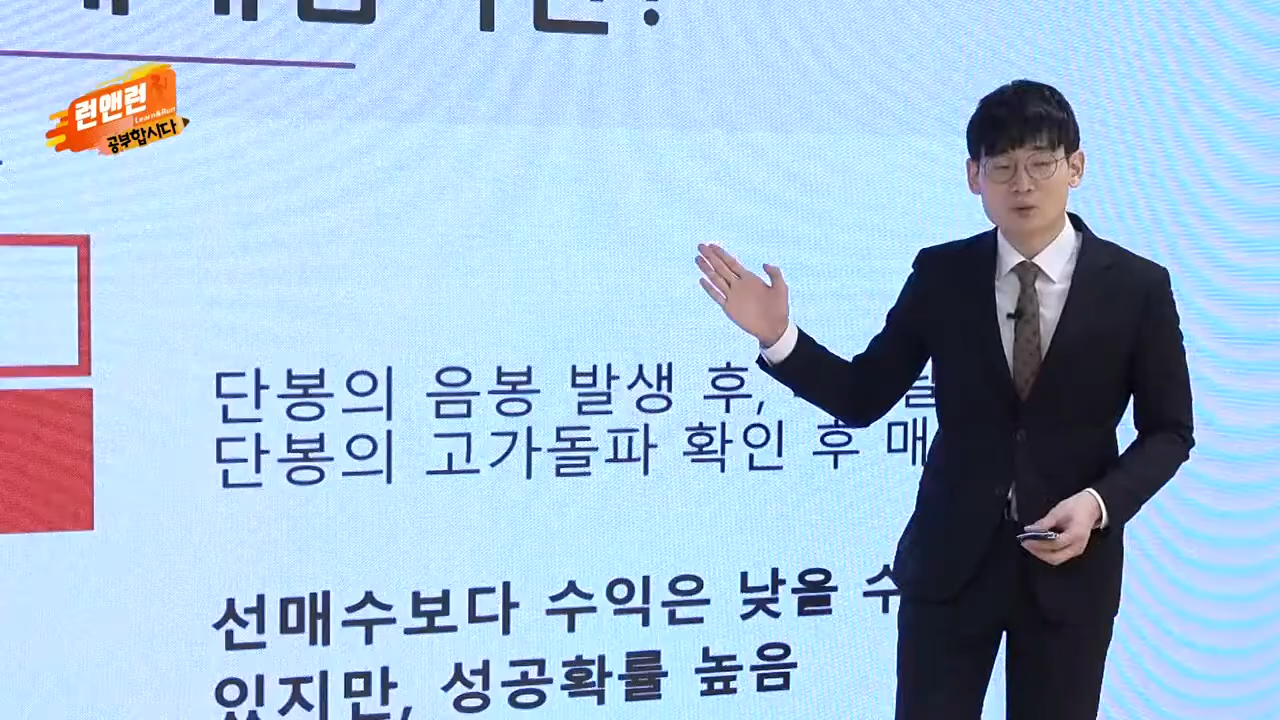 런앤런
Learn&Run
공부합시다
단봉의 음봉 발생 후,
단봉의 고가돌파 확인 후 매
선매수보다 수익은 낮을 수
있지만, 성공확률 높음